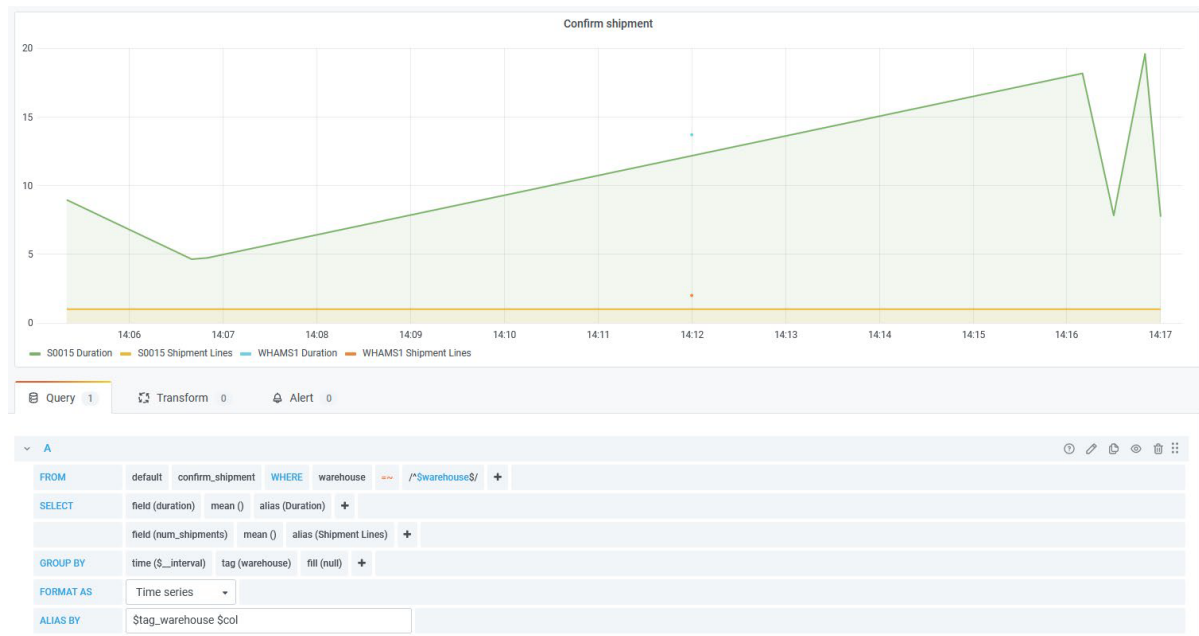 Confirm shipment
20
15
10
5
0
14:06 14:07 14:08 14:09 14:10 14:11 14:12 14:13 14:14 14:15 14:16 14:17
S0015 Duration S0015 Shipment Lines WHAMS1 Duration WHAMS1 Shipment Lines
Query 1 Transform 0 Alert 0
A
FROM default confirm_shipment WHERE warehouse =~ /^$warehouse$/ +
SELECT field (duration) mean () alias (Duration) +
field (num_shipments) mean () alias (Shipment Lines) +
GROUP BY time ($__interval) tag (warehouse) fill (null) +
FORMAT AS Time series
ALIAS BY $tag_warehouse $col